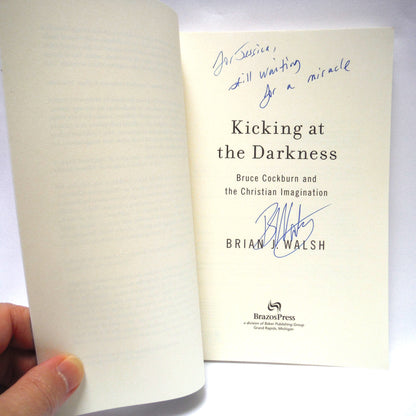 for Jessica,
still waiting
for a miracle
Kicking at
the Darkness
Bruce Cockburn and
the Christian Imagination
BRIAN J. WALSH
BrazosPress
a division of Baker Publishing Group
Grand Rapids, Michigan